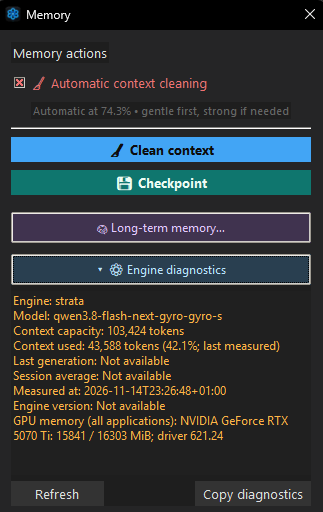 Memory
Memory actions
Automatic context cleaning
Automatic at 74.3% • gentle first, strong if needed
Clean context
Checkpoint
Long-term memory...
Engine diagnostics
Engine: strata
Model: qwen3.8-flash-next-gyro-gyro-s
Context capacity: 103,424 tokens
Context used: 43,588 tokens (42.1%; last measured)
Last generation: Not available
Session average: Not available
Measured at: 2026-11-14T23:26:48+01:00
Engine version: Not available
GPU memory (all applications): NVIDIA GeForce RTX
5070 Ti: 15841 / 16303 MiB; driver 621.24
Refresh
Copy diagnostics